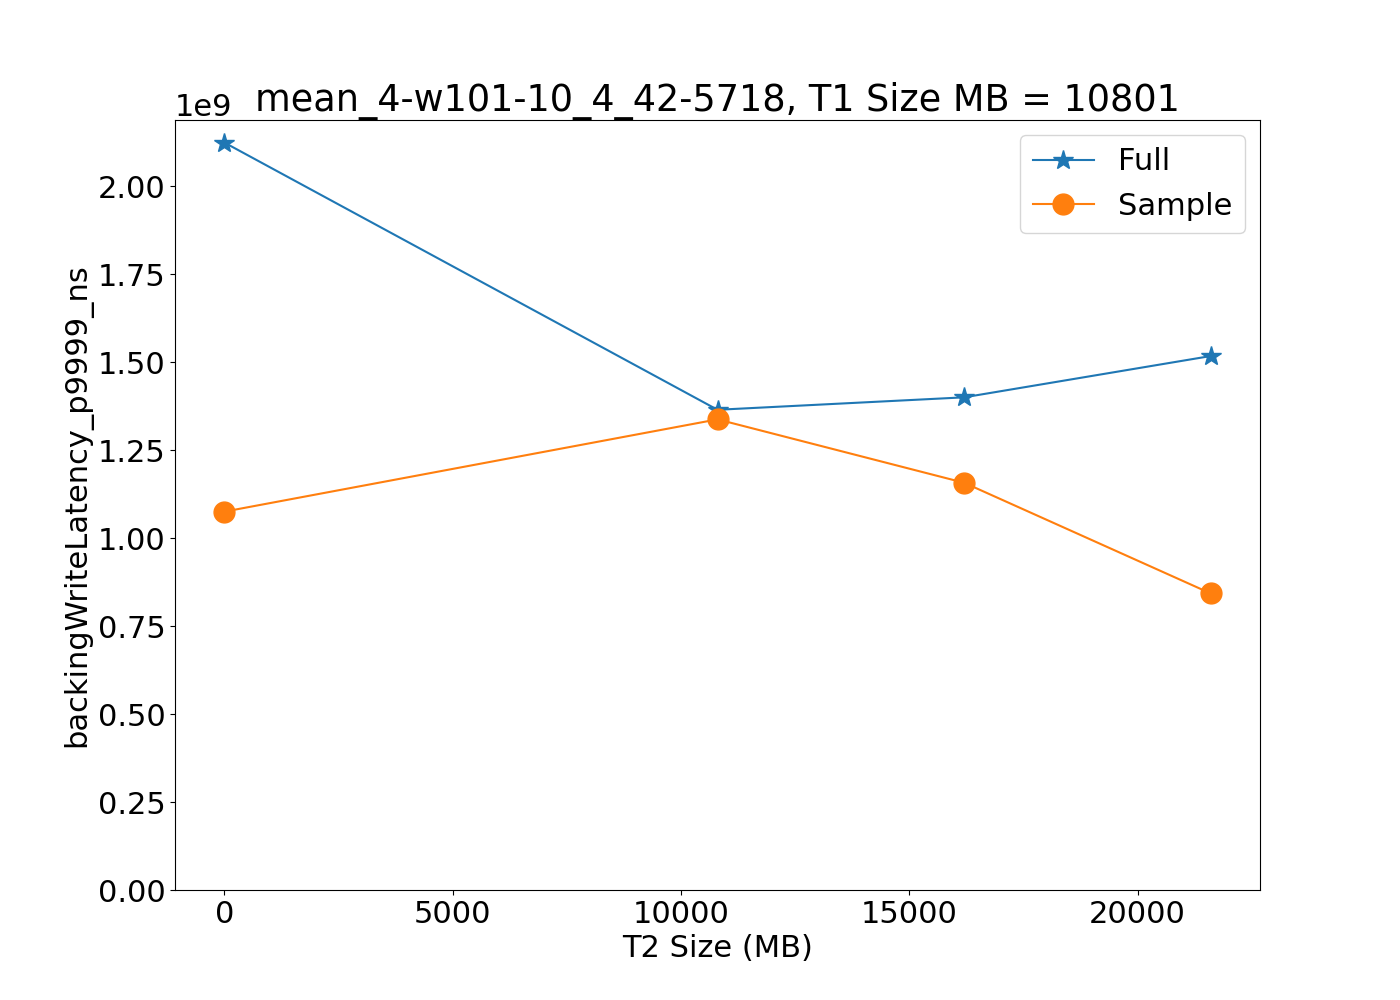 1e9
mean_4-w101-10_4_42-5718, T1 Size MB = 10801
Full
Sample
backingWriteLatency_p9999_ns
2.00
1.75
1.50
1.25
1.00
0.75
0.50
0.25
0.00
0
5000
10000
15000
20000
T2 Size (MB)